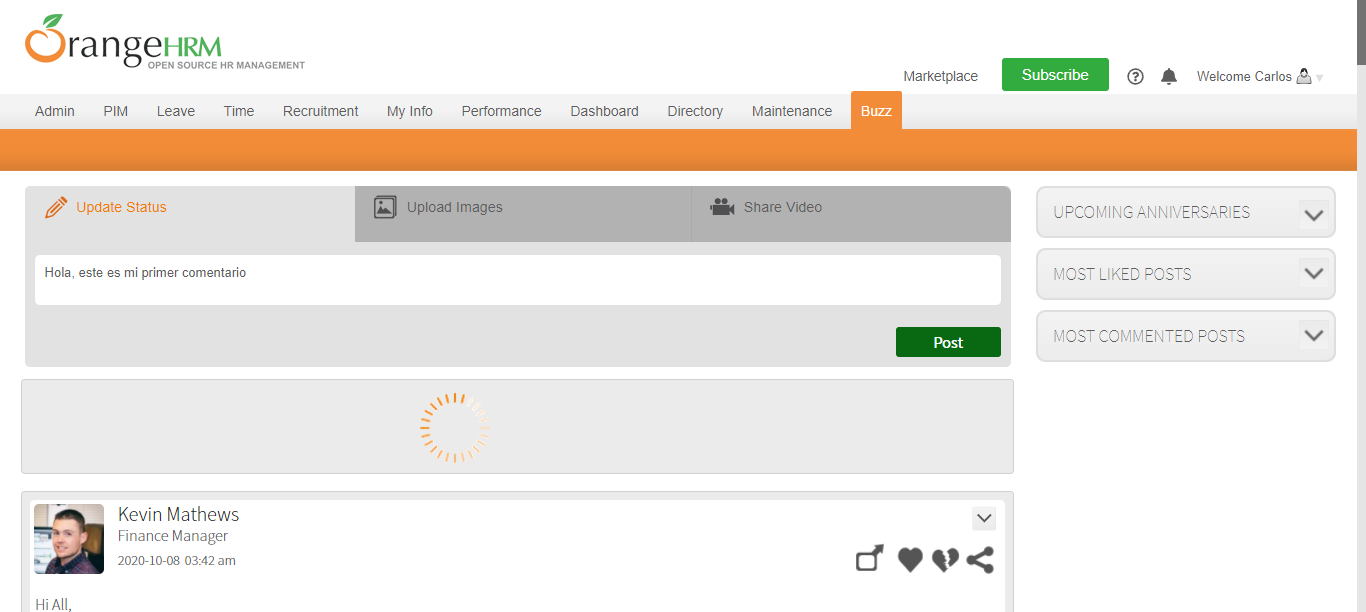 OrangeHRM
OPEN SOURCE HR MANAGEMENT
Marketplace
Subscribe
?
Welcome Carlos
Admin
PIM
Leave
Time
Recruitment
My Info
Performance
Dashboard
Directory
Maintenance
Buzz
Update Status
Upload Images
Share Video
Hola, este es mi primer comentario
Post
UPCOMING ANNIVERSARIES
MOST LIKED POSTS
MOST COMMENTED POSTS
Kevin Mathews
Finance Manager
2020-10-08 03:42 am
Hi All,